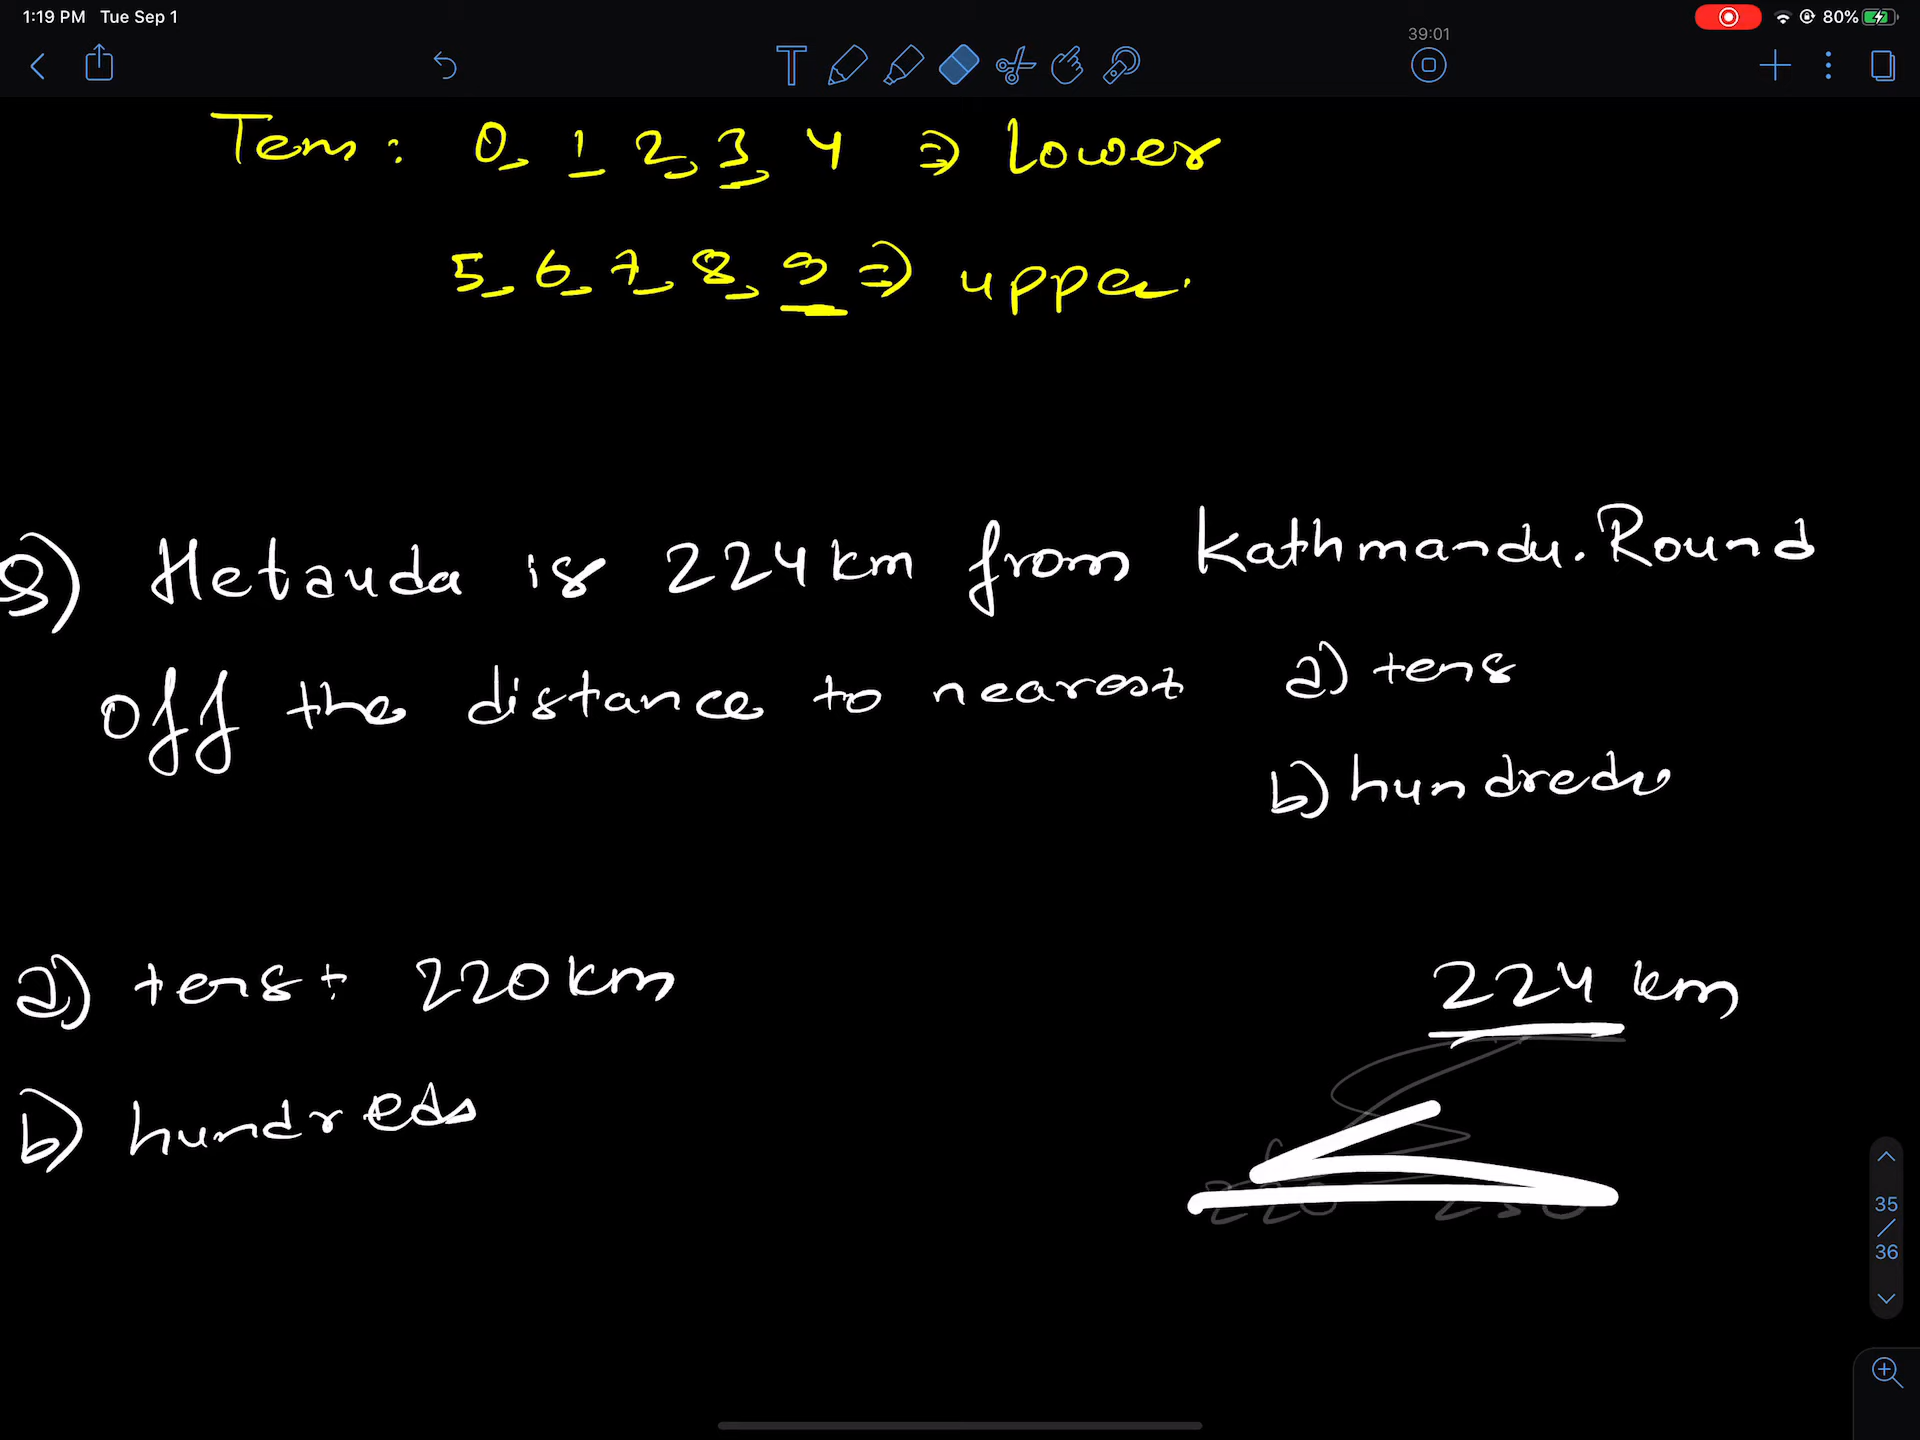 1:19 PM Tue Sep 1
80%
39:01
Tens: 0, 1 2, 3, 4 => Lower
5, 6, 7, 8, 9 => upper.
Q) Hetauda is 224 km from Kathmandu. Round
off the distance to nearest a) tens
b) hundreds
a) tens: 220 km
224 km
b) hundreds
220 230
35
/
36